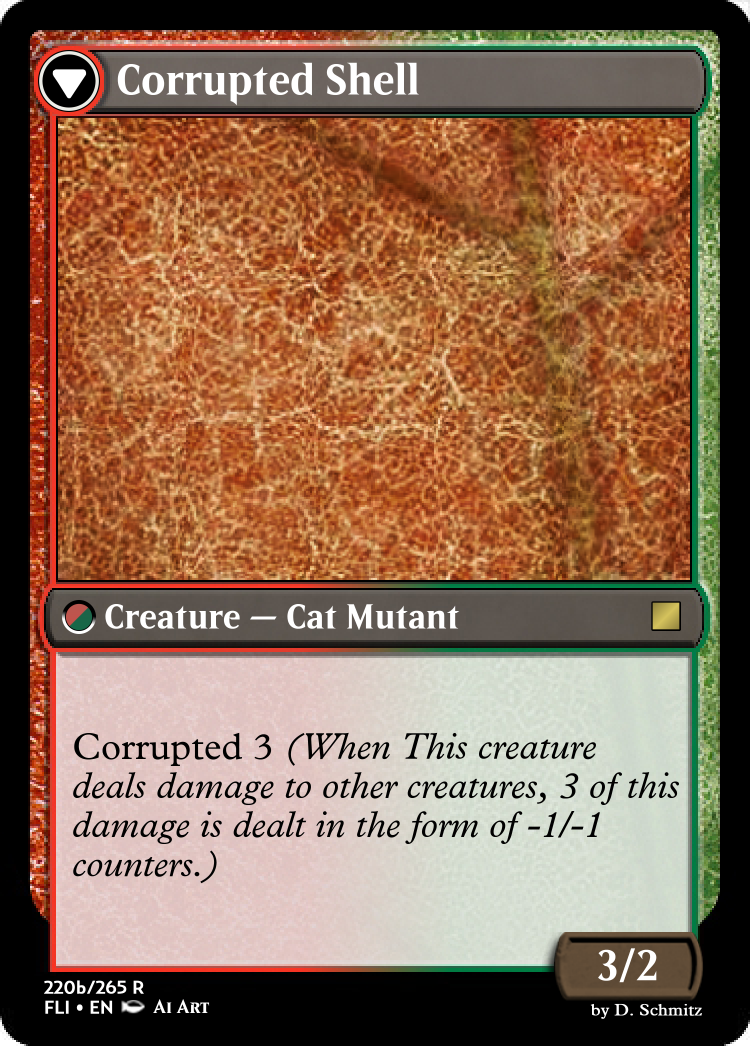 Corrupted Shell
Creature — Cat Mutant
Corrupted 3 (When This creature
deals damage to other creatures, 3 of this
damage is dealt in the form of -1/-1
counters.)
3/2
220b/265 R
FLI • EN AI ART
by D. Schmitz